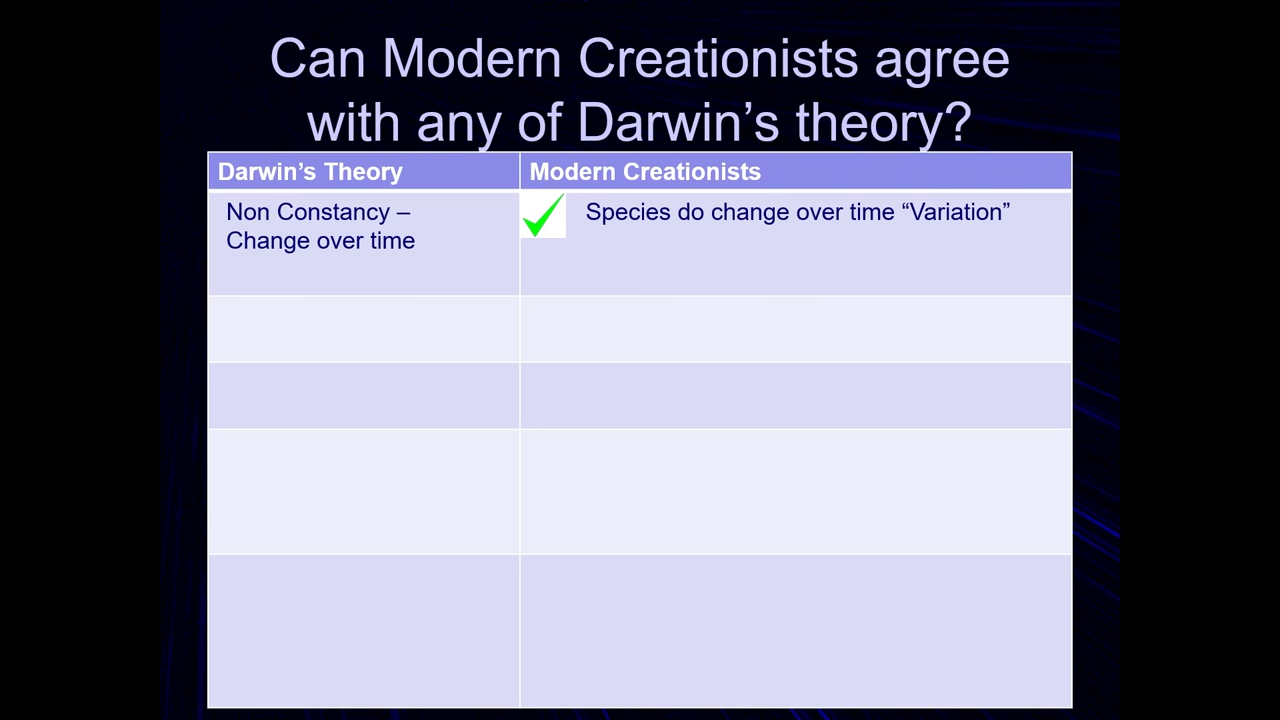 Can Modern Creationists agree
with any of Darwin’s theory?
Darwin’s Theory
Modern Creationists
Non Constancy –
Change over time
Species do change over time “Variation”